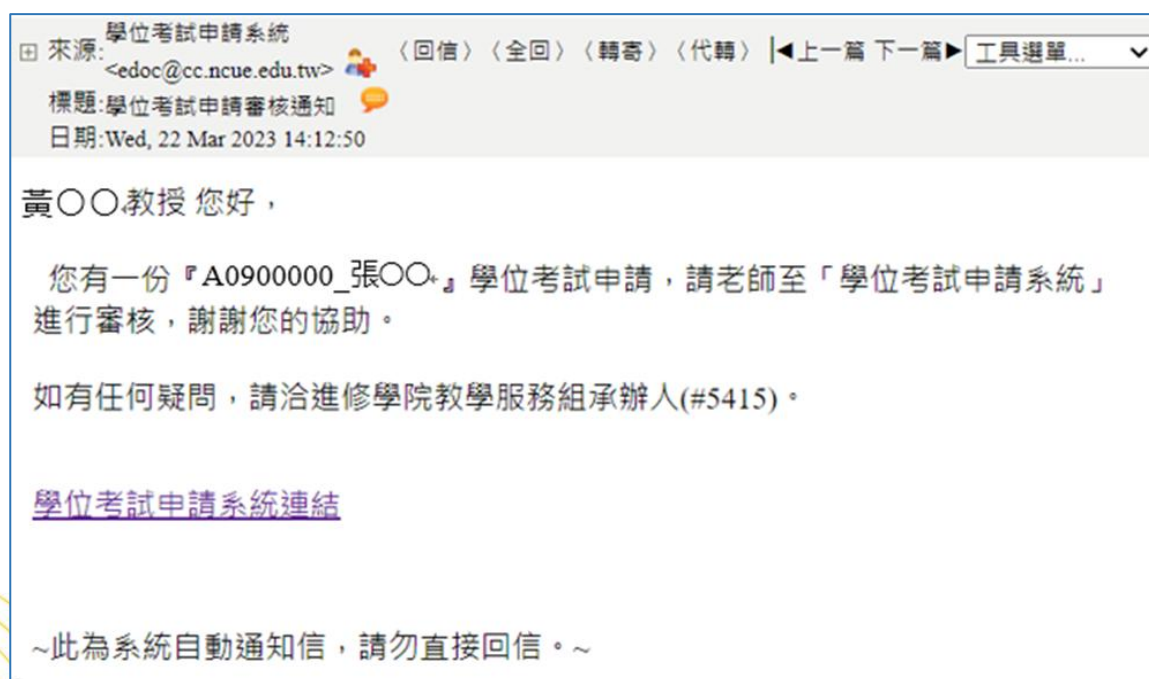 來源:學位考試申請系統
<edoc@cc.ncue.edu.tw>
〈回信〉〈全回〉〈轉寄〉〈代轉〉|◀上一篇 下一篇▶ 工具選單...
標題:學位考試申請審核通知
日期:Wed, 22 Mar 2023 14:12:50
黃〇〇教授 您好，
您有一份『A0900000_張〇〇』學位考試申請，請老師至「學位考試申請系統」
進行審核，謝謝您的協助。
如有任何疑問，請洽進修學院教學服務組承辦人(#5415)。
學位考試申請系統連結
~此為系統自動通知信，請勿直接回信。~